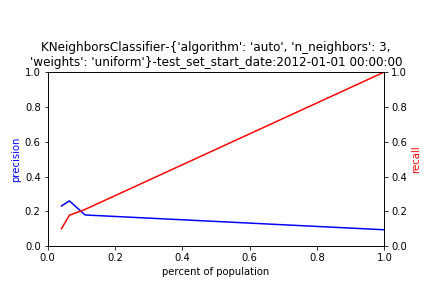 KNeighborsClassifier-{'algorithm': 'auto', 'n_neighbors': 3,
'weights': 'uniform'}-test_set_start_date:2012-01-01 00:00:00
1.0
0.8
0.6
0.4
0.2
0.0
precision
1.0
0.8
0.6
0.4
0.2
0.0
recall
0.0 0.2 0.4 0.6 0.8 1.0
percent of population